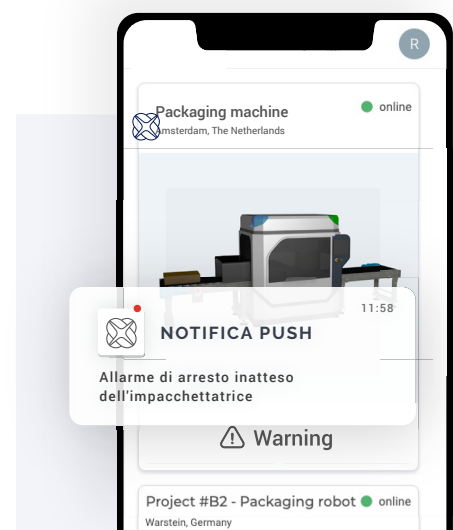 R
Packaging machine
online
Amsterdam, The Netherlands
11:58
NOTIFICA PUSH
Allarme di arresto inatteso
dell'impacchettatrice
Warning
Project #B2 - Packaging robot
online
Warstein, Germany